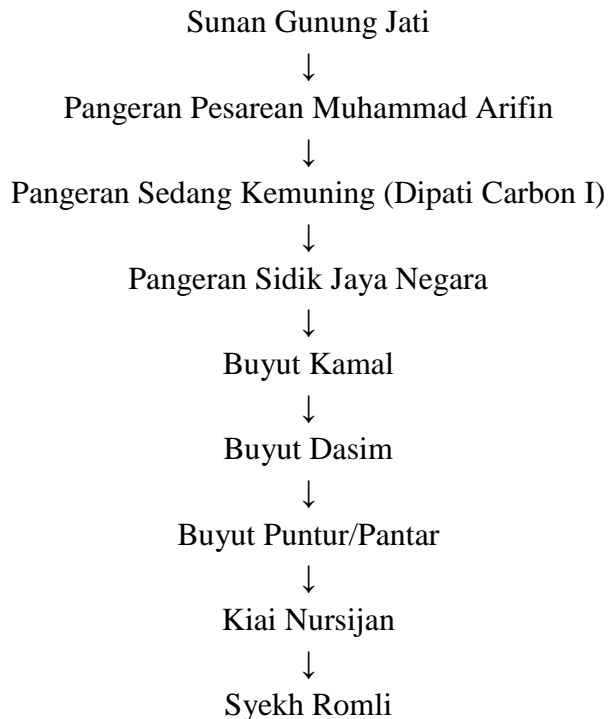 Sunan Gunung Jati
↓
Pangeran Pesarean Muhammad Arifin
↓
Pangeran Sedang Kemuning (Dipati Carbon I)
↓
Pangeran Sidik Jaya Negara
↓
Buyut Kamal
↓
Buyut Dasim
↓
Buyut Puntur/Pantar
↓
Kiai Nursijan
↓
Syekh Romli